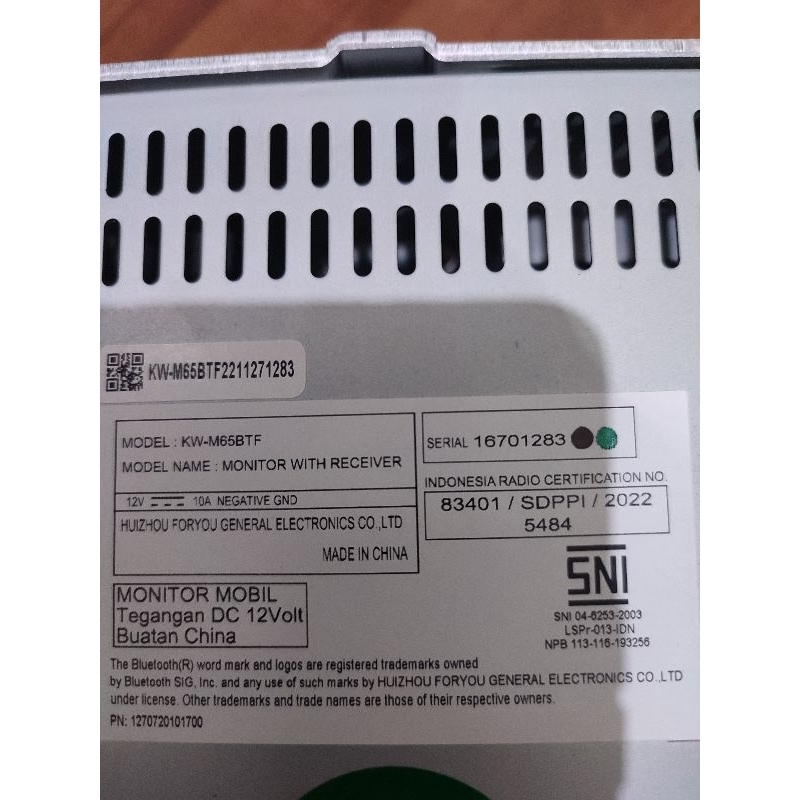 KW-M65BTF2211271283
MODEL : KW-M65BTF
MODEL NAME : MONITOR WITH RECEIVER
12V 10A NEGATIVE GND
HUIZHOU FORYOU GENERAL ELECTRONICS CO.,LTD
MADE IN CHINA
SERIAL 16701283
INDONESIA RADIO CERTIFICATION NO.
83401 / SDPPI / 2022
5484
MONITOR MOBIL
Tegangan DC 12Volt
Buatan China
SNI
SNI 04-6253-2003
LSPr-013-IDN
NPB 113-116-193256
The Bluetooth(R) word mark and logos are registered trademarks owned
by Bluetooth SIG, Inc. and any use of such marks by HUIZHOU FORYOU GENERAL ELECTRONICS CO.,LTD
under license. Other trademarks and trade names are those of their respective owners.
PN: 1270720101700